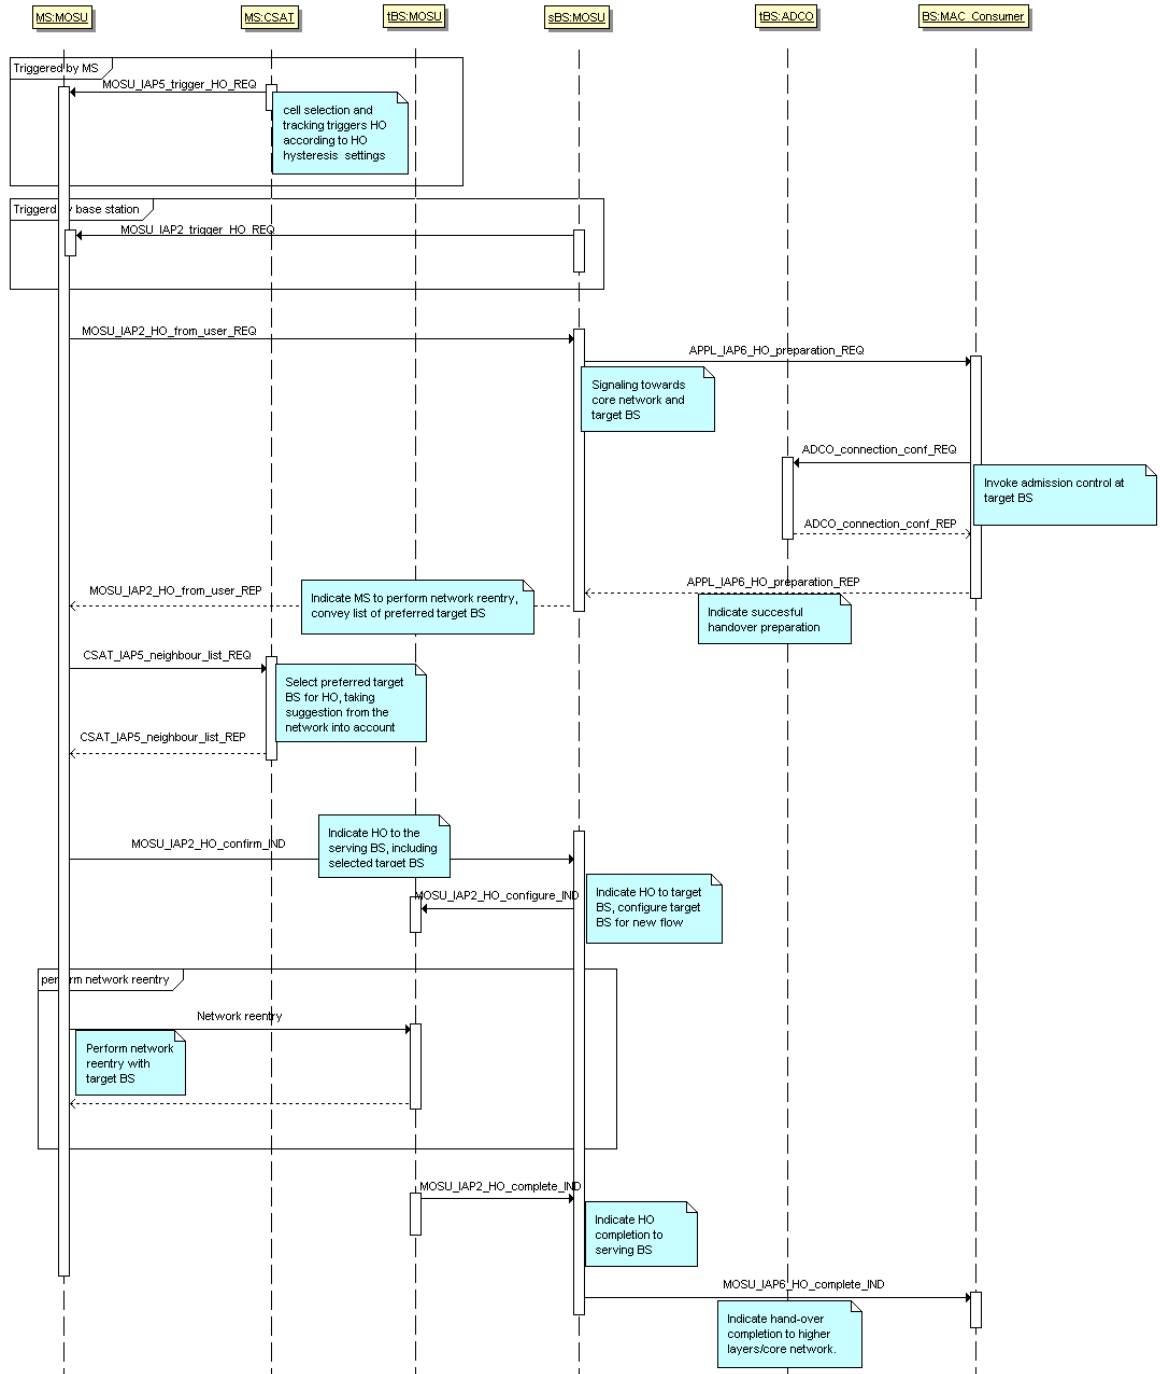 MS:MOSU
MS:CSAT
tBS:MOSU
sBS:MOSU
tBS:ADCO
BS:MAC_Consumer
Triggered by MS
MOSU_IAP5_trigger_HO_REQ
cell selection and
tracking triggers HO
according to HO
hysteresis settings
Triggerd by base station
MOSU_IAP2_trigger_HO_REQ
MOSU_IAP2_HO_from_user_REQ
APPL_IAP6_HO_preparation_REQ
Signaling towards
core network and
target BS
ADCO_connection_conf_REQ
Invoke admission control at
target BS
ADCO_connection_conf_REP
APPL_IAP6_HO_preparation_REP
MOSU_IAP2_HO_from_user_REP
Indicate MS to perform network reentry,
convey list of preferred target BS
Indicate succesful
handover preparation
CSAT_IAP5_neighbour_list_REQ
Select preferred target
BS for HO, taking
suggestion from the
network into account
CSAT_IAP5_neighbour_list_REP
MOSU_IAP2_HO_confirm_IND
Indicate HO to the
serving BS, including
selected target BS
MOSU_IAP2_HO_configure_IND
Indicate HO to target
BS, configure target
BS for new flow
perform network reentry
Network reentry
Perform network
reentry with
target BS
MOSU_IAP2_HO_complete_IND
Indicate HO
completion to
serving BS
MOSU_IAP6_HO_complete_IND
Indicate hand-over
completion to higher
layers/core network.